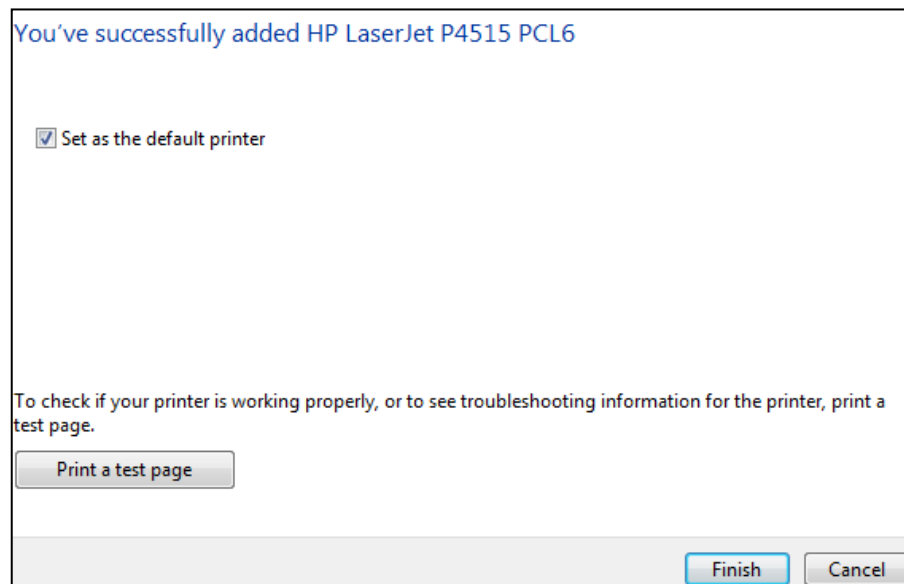 You've successfully added HP LaserJet P4515 PCL6
Set as the default printer
To check if your printer is working properly, or to see troubleshooting information for the printer, print a
test page.
Print a test page
Finish
Cancel